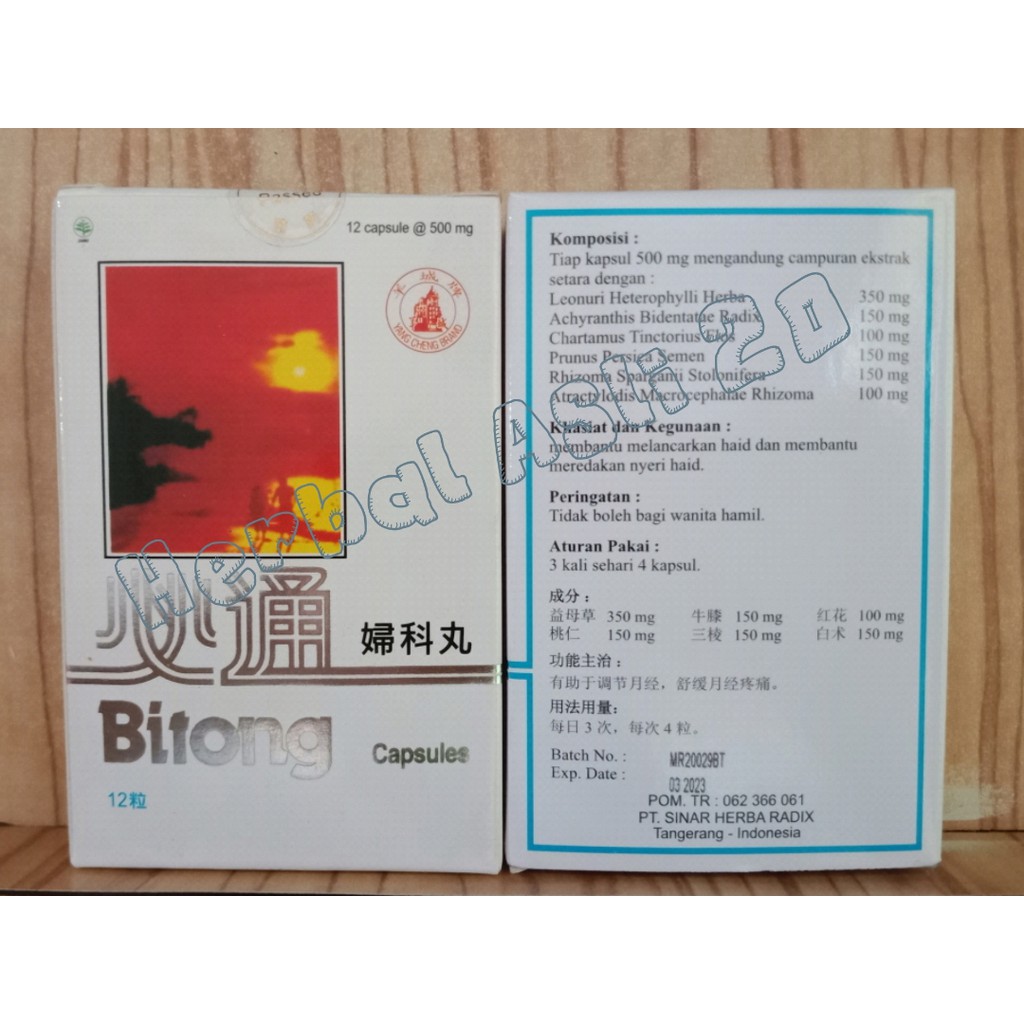 Passed
12 capsule @ 500 mg
羊城牌
YANG CHENG BRAND
必通
婦科丸
Bitong
Capsules
12粒
Komposisi :
Tiap kapsul 500 mg mengandung campuran ekstrak
setara dengan :
Leonuri Heterophylli Herba 350 mg
Achyranthis Bidentatae Radix 150 mg
Chartamus Tinctorius Flos 100 mg
Prunus Persica Semen 150 mg
Rhizoma Sparganii Stolonifera 150 mg
Atractylodis Macrocephalae Rhizoma 100 mg
Khasiat dan Kegunaan :
membantu melancarkan haid dan membantu
meredakan nyeri haid.
Peringatan :
Tidak boleh bagi wanita hamil.
Aturan Pakai :
3 kali sehari 4 kapsul.
成分 :
益母草 350 mg 牛膝 150 mg 红花 100 mg
桃仁 150 mg 三棱 150 mg 白术 150 mg
功能主治 :
有助于调节月经，舒缓月经疼痛。
用法用量:
每日 3 次，每次 4 粒。
Batch No. : MR20029BT
Exp. Date : 03 2023
POM. TR : 062 366 061
PT. SINAR HERBA RADIX
Tangerang - Indonesia
Herbal Asli 20